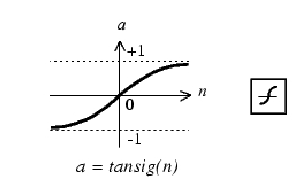 a
+1
n
0
-1
a = tansig(n)